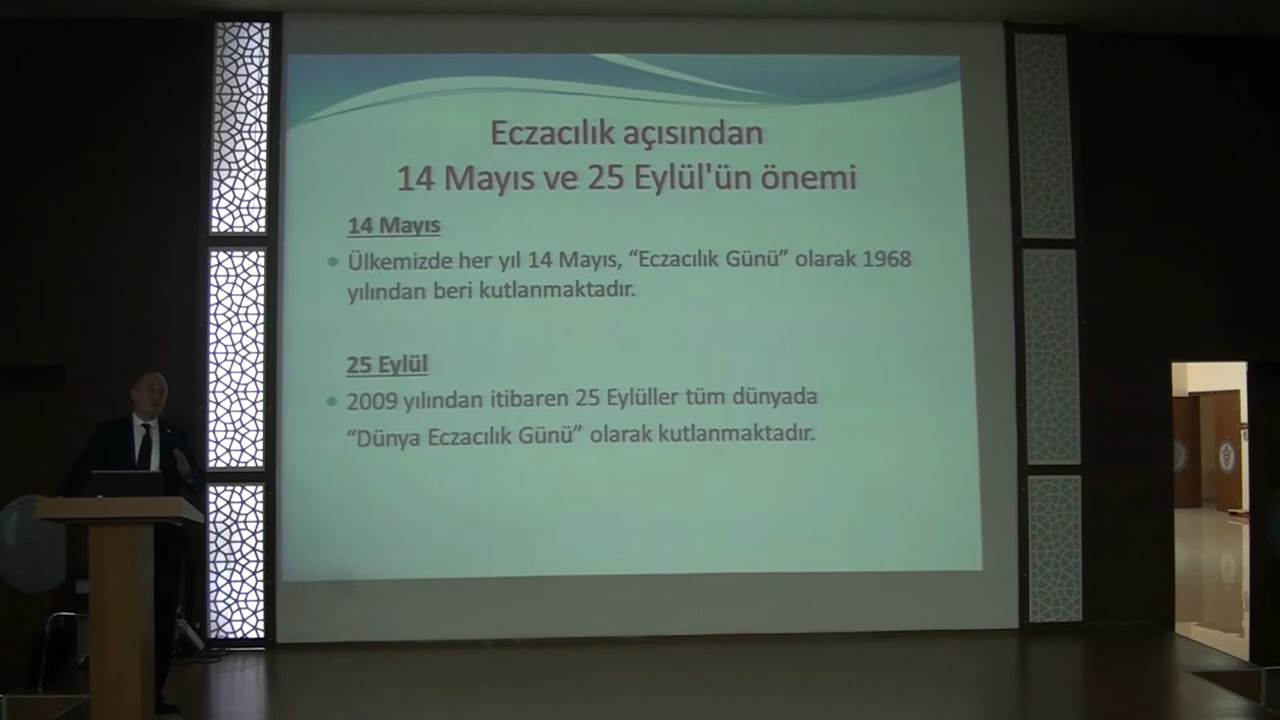 Eczacılık açısından
14 Mayıs ve 25 Eylül'ün önemi
14 Mayıs
Ülkemizde her yıl 14 Mayıs, “Eczacılık Günü” olarak 1968
yılından beri kutlanmaktadır.
25 Eylül
2009 yılından itibaren 25 Eylüller tüm dünyada
“Dünya Eczacılık Günü” olarak kutlanmaktadır.